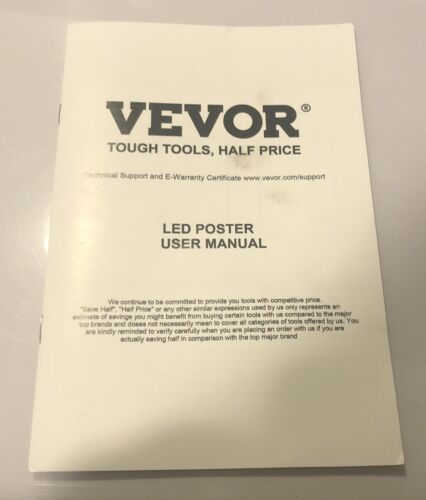 VEVOR®
TOUGH TOOLS, HALF PRICE
Technical Support and E-Warranty Certificate www.vevor.com/support
LED POSTER
USER MANUAL
We continue to be committed to provide you tools with competitive price.
"Save Half", "Half Price" or any other similar expressions used by us only represents an
estimate of savings you might benefit from buying certain tools with us compared to the major
top brands and doses not necessarily mean to cover all categories of tools offered by us. You
are kindly reminded to verify carefully when you are placing an order with us if you are
actually saving half in comparison with the top major brand